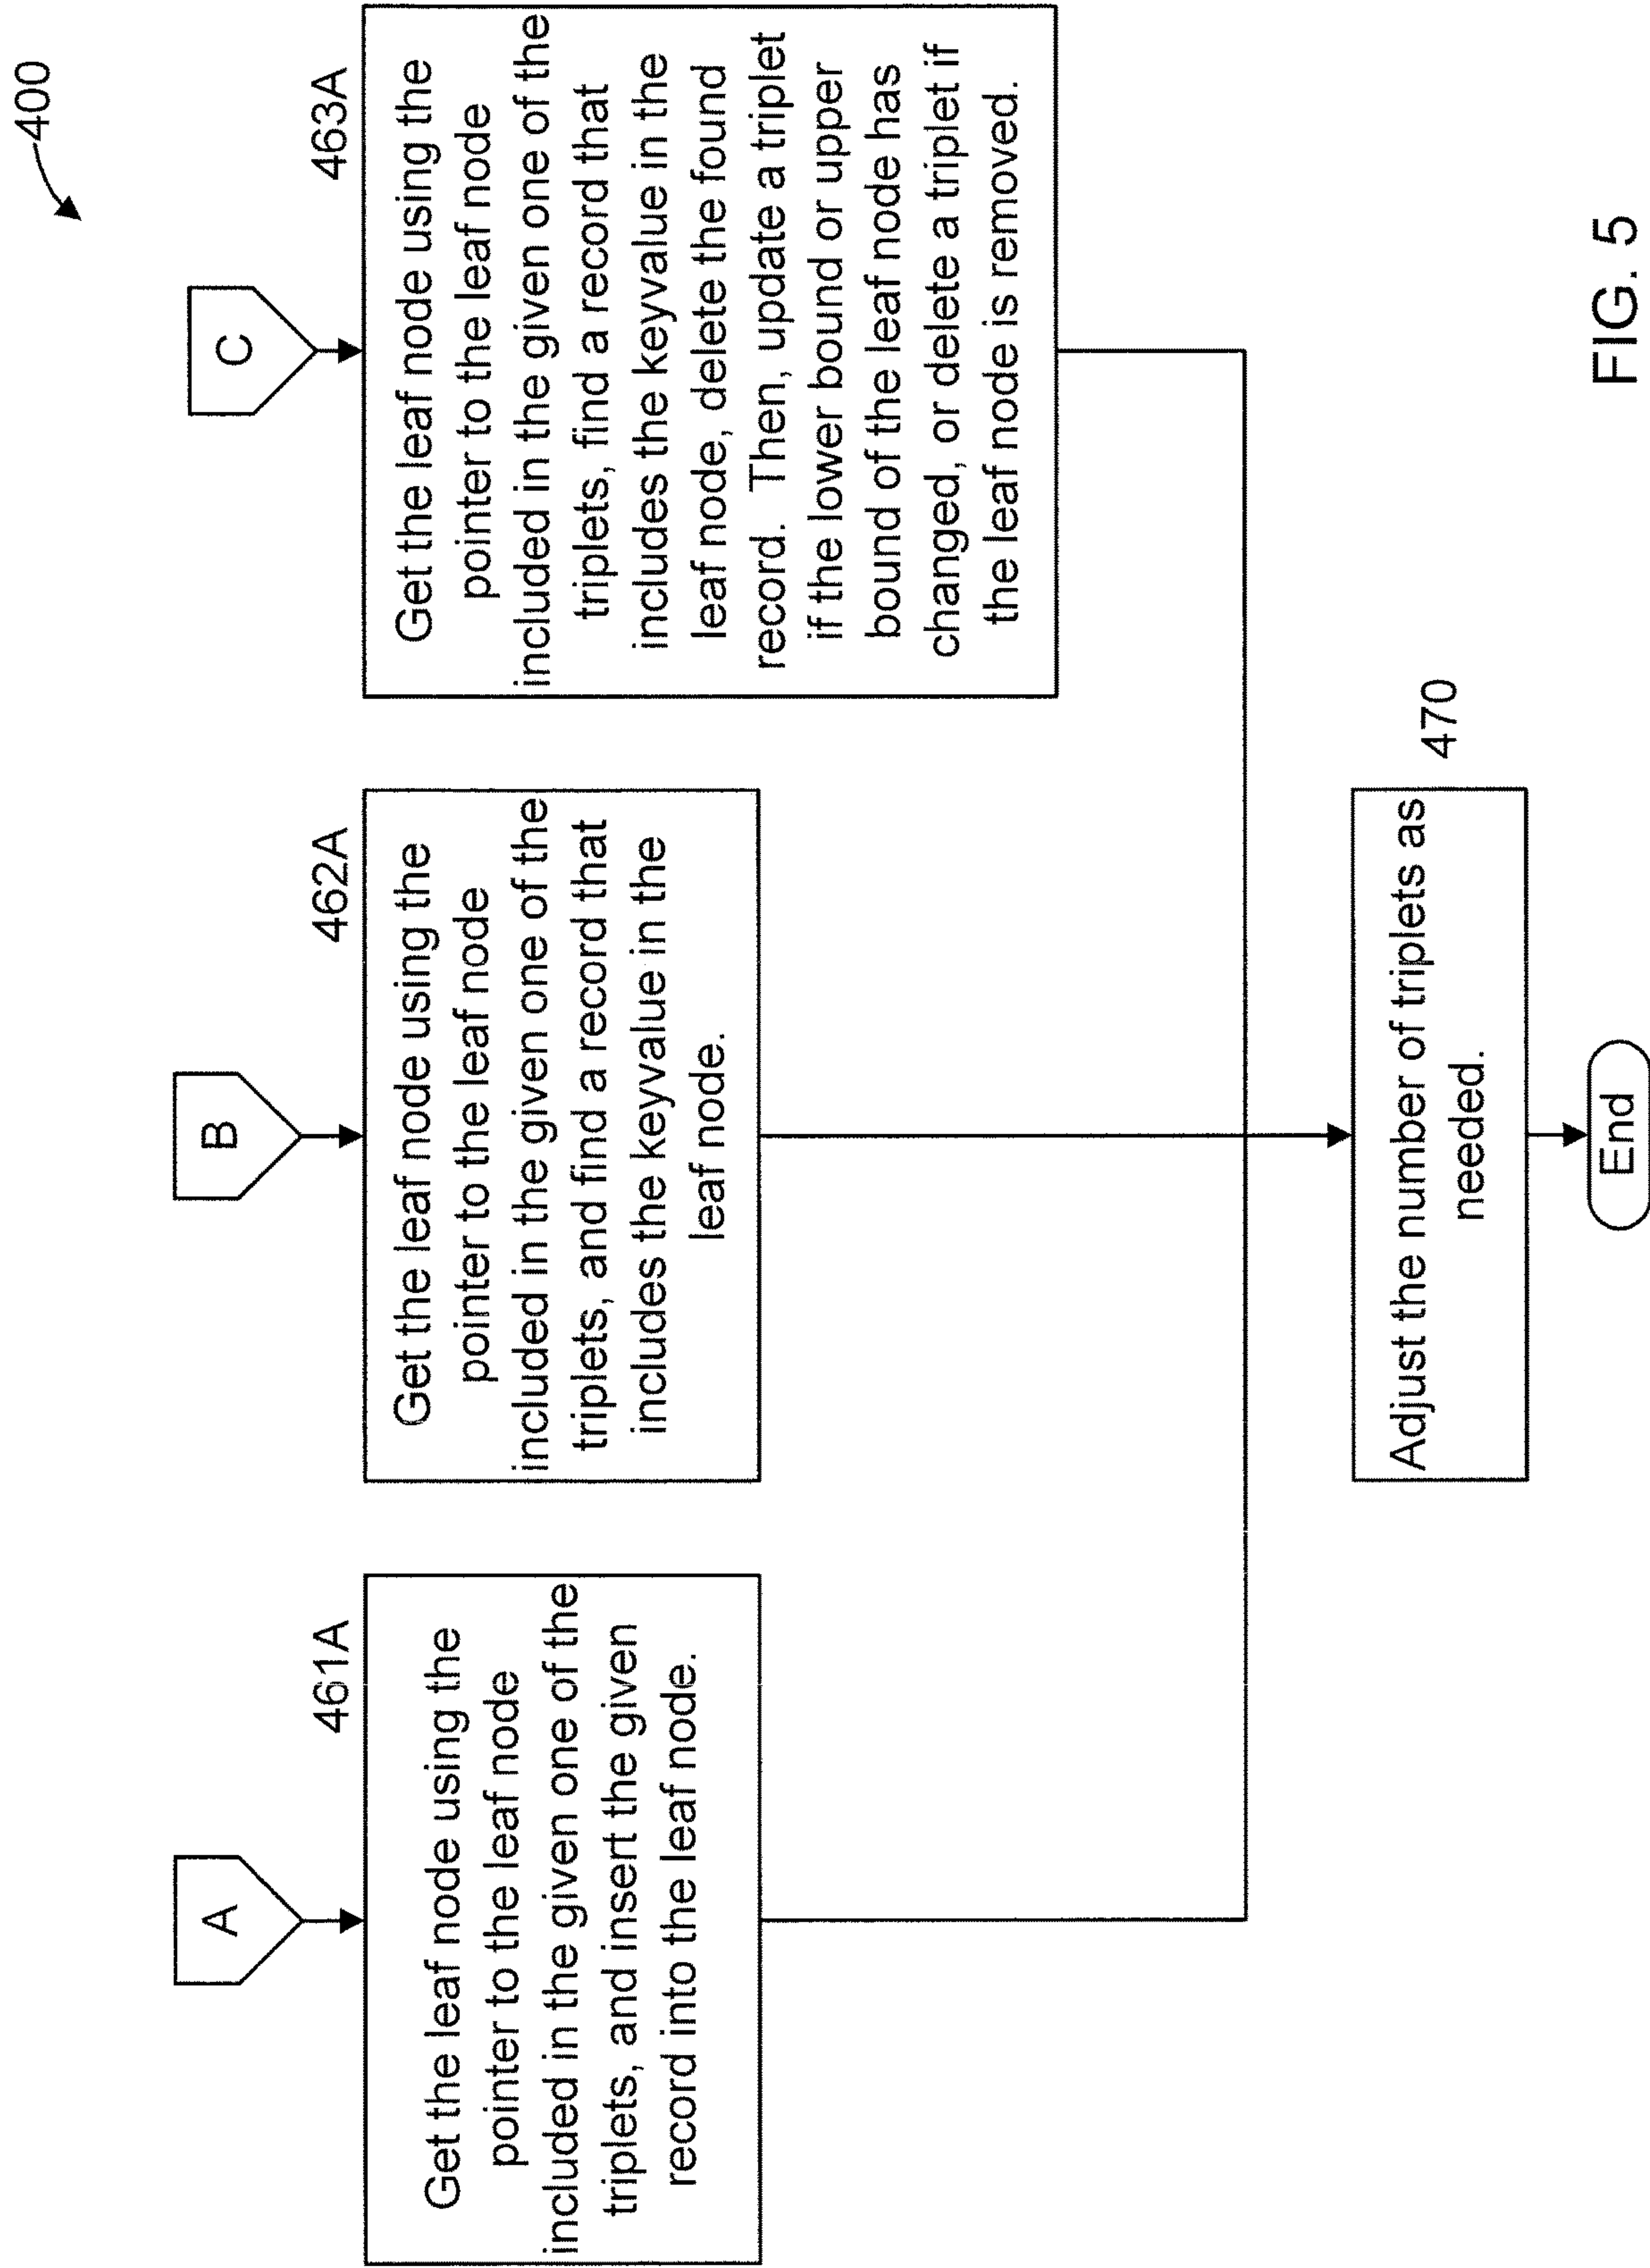 400
A
461A
Get the leaf node using the
pointer to the leaf node
included in the given one of the
triplets, and insert the given
record into the leaf node.
B
462A
Get the leaf node using the
pointer to the leaf node
included in the given one of the
triplets, and find a record that
includes the keyvalue in the
leaf node.
C
463A
Get the leaf node using the
pointer to the leaf node
included in the given one of the
triplets, find a record that
includes the keyvalue in the
leaf node, delete the found
record. Then, update a triplet
if the lower bound or upper
bound of the leaf node has
changed, or delete a triplet if
the leaf node is removed.
470
Adjust the number of triplets as
needed.
End
FIG. 5